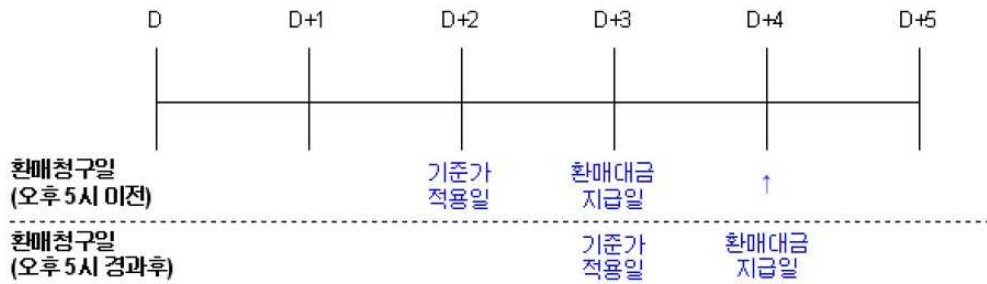 D D+1 D+2 D+3 D+4 D+5
환매청구일 기준가 환매대금 ↑
(오후 5시 이전) 적용일 지급일
환매청구일 기준가 환매대금
(오후 5시 경과후) 적용일 지급일